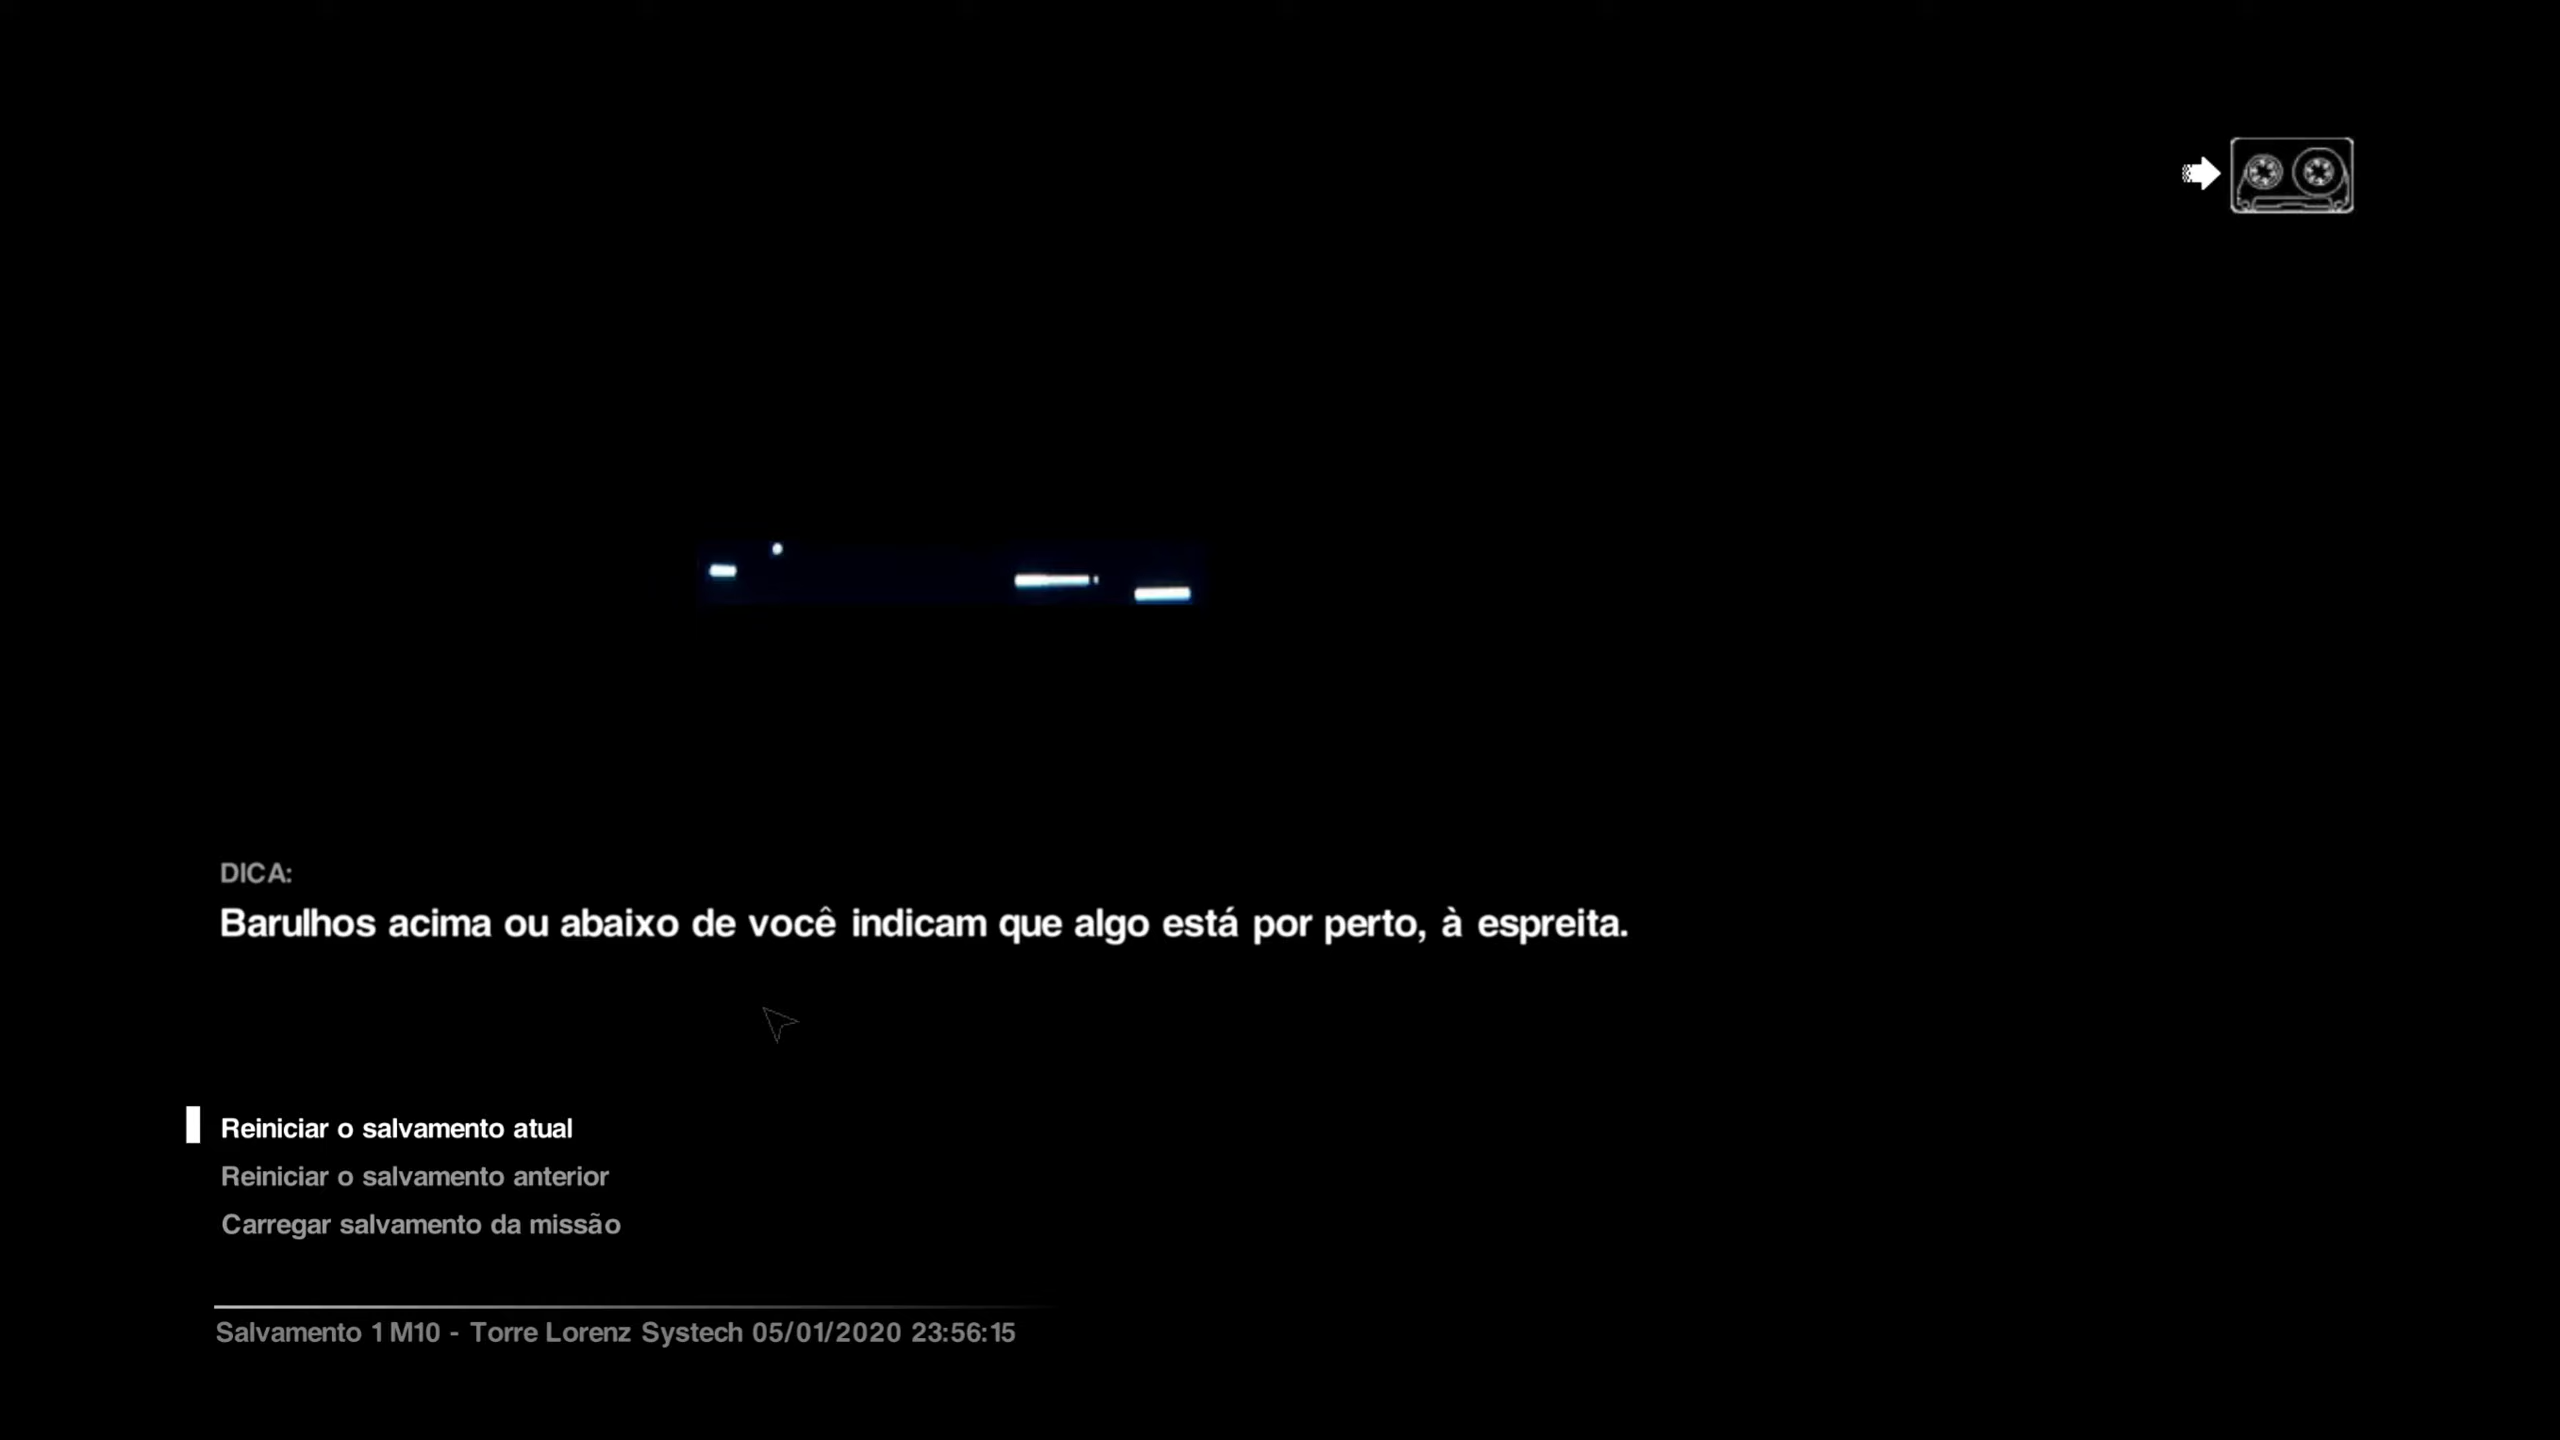 DICA:
Barulhos acima ou abaixo de você indicam que algo está por perto, à espreita.
Reiniciar o salvamento atual
Reiniciar o salvamento anterior
Carregar salvamento da missão
Salvamento 1 M10 - Torre Lorenz Systech 05/01/2020 23:56:15